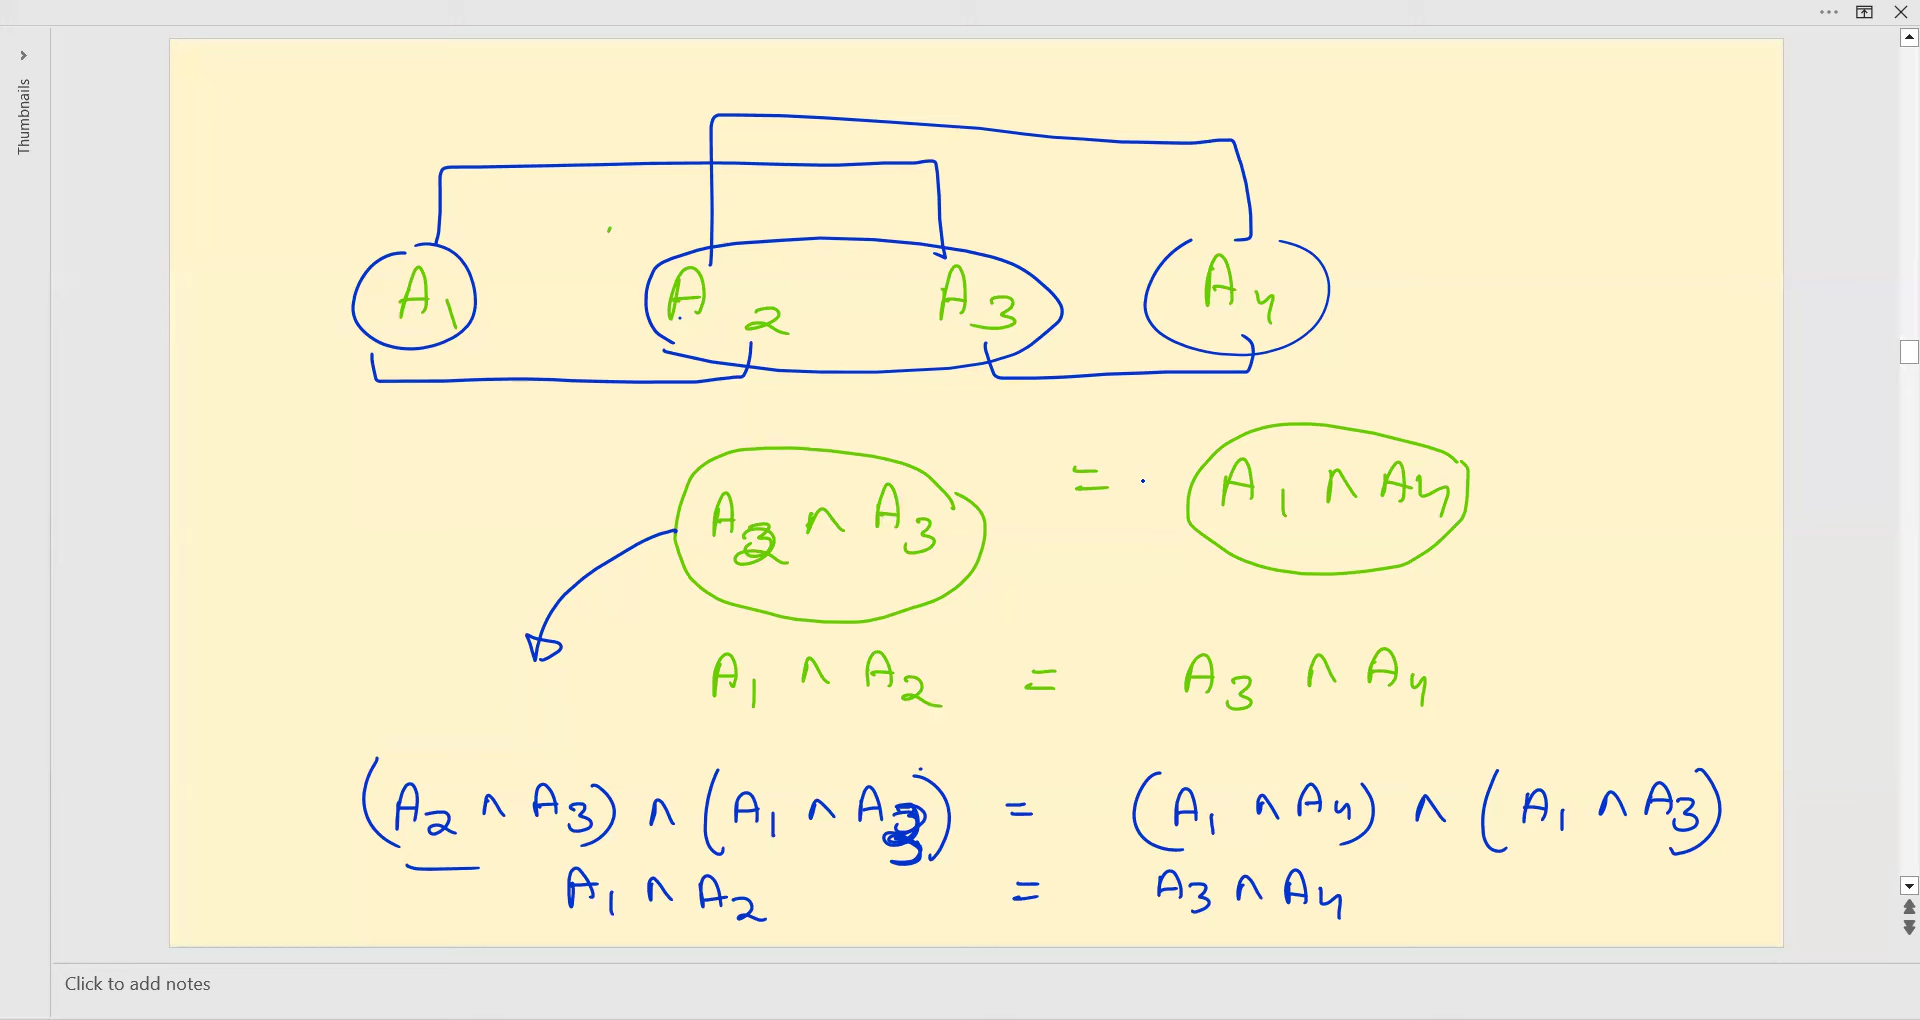 Thumbnails
A1 A2 A3 A4
A2 ∩ A3 = A1 ∩ A4
A1 ∩ A2 = A3 ∩ A4
(A2 ∩ A3) ∩ (A1 ∩ A3) = (A1 ∩ A4) ∩ (A1 ∩ A3)
A1 ∩ A2 = A3 ∩ A4
Click to add notes